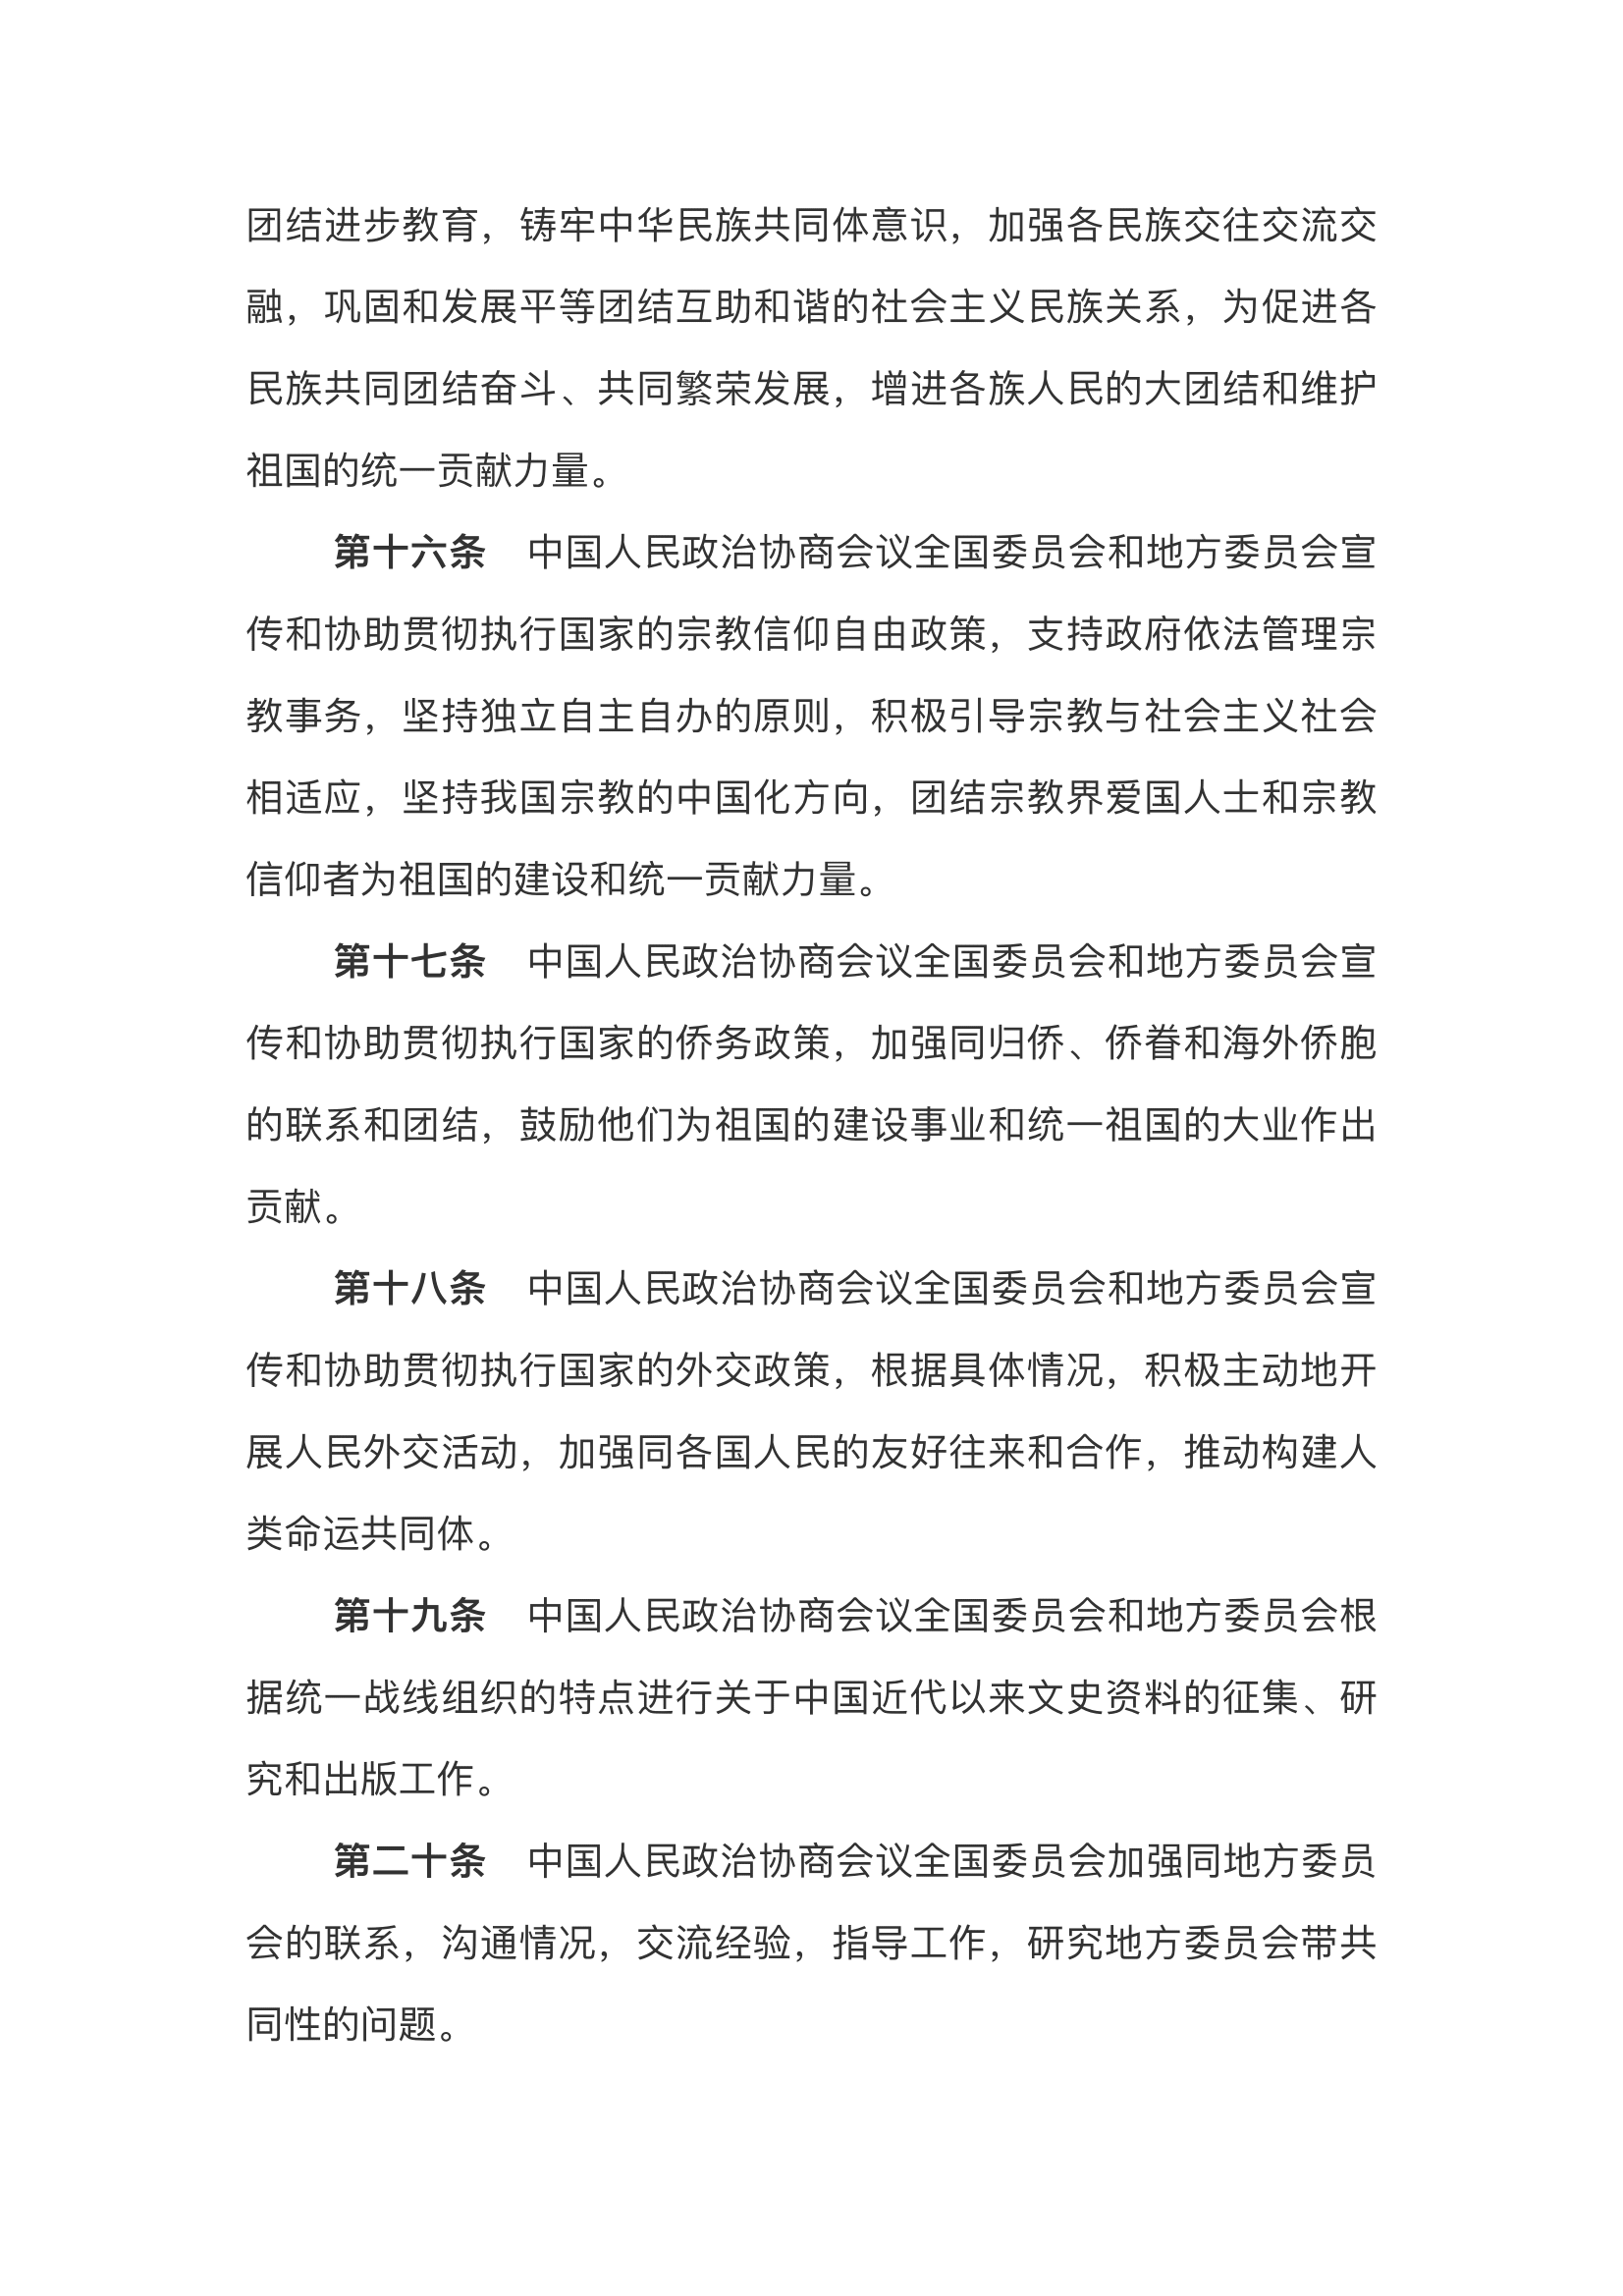 团结进步教育，铸牢中华民族共同体意识，加强各民族交往交流交
融，巩固和发展平等团结互助和谐的社会主义民族关系，为促进各
民族共同团结奋斗、共同繁荣发展，增进各族人民的大团结和维护
祖国的统一贡献力量。
第十六条　中国人民政治协商会议全国委员会和地方委员会宣
传和协助贯彻执行国家的宗教信仰自由政策，支持政府依法管理宗
教事务，坚持独立自主自办的原则，积极引导宗教与社会主义社会
相适应，坚持我国宗教的中国化方向，团结宗教界爱国人士和宗教
信仰者为祖国的建设和统一贡献力量。
第十七条　中国人民政治协商会议全国委员会和地方委员会宣
传和协助贯彻执行国家的侨务政策，加强同归侨、侨眷和海外侨胞
的联系和团结，鼓励他们为祖国的建设事业和统一祖国的大业作出
贡献。
第十八条　中国人民政治协商会议全国委员会和地方委员会宣
传和协助贯彻执行国家的外交政策，根据具体情况，积极主动地开
展人民外交活动，加强同各国人民的友好往来和合作，推动构建人
类命运共同体。
第十九条　中国人民政治协商会议全国委员会和地方委员会根
据统一战线组织的特点进行关于中国近代以来文史资料的征集、研
究和出版工作。
第二十条　中国人民政治协商会议全国委员会加强同地方委员
会的联系，沟通情况，交流经验，指导工作，研究地方委员会带共
同性的问题。